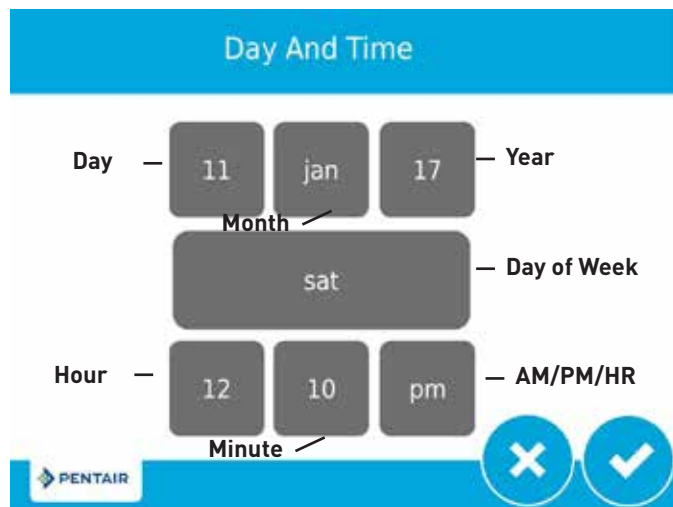 Day And Time
Day 11 jan 17 Year
Month
sat Day of Week
Hour 12 10 pm AM/PM/HR
Minute
PENTAIR